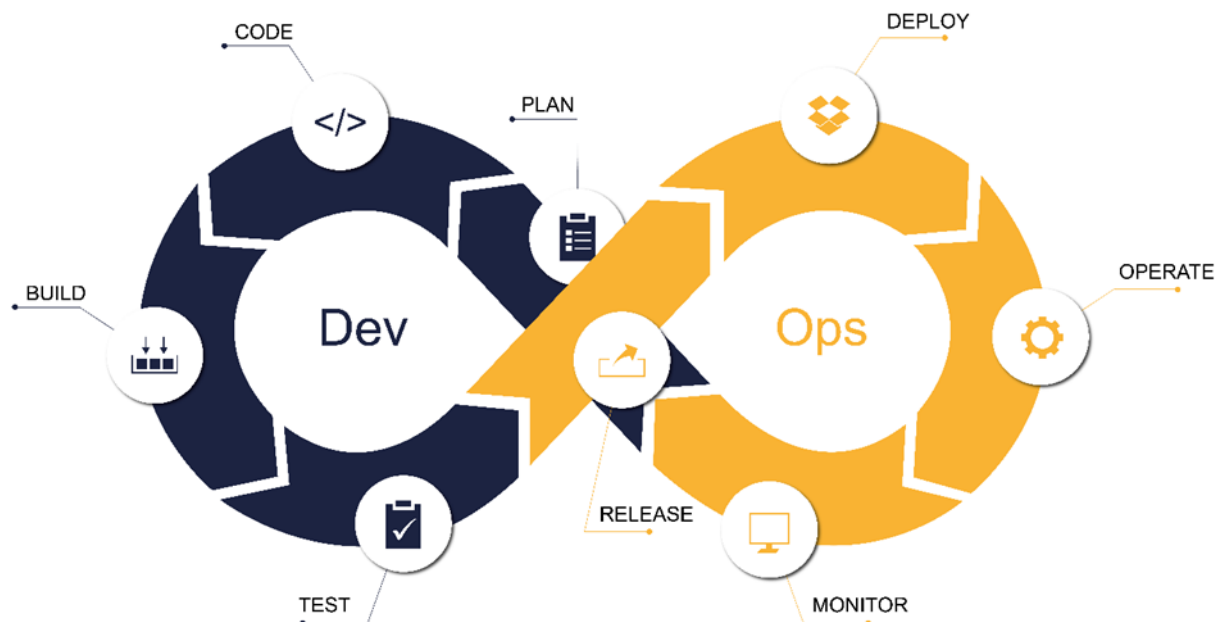 CODE
DEPLOY
PLAN
</>
OPERATE
BUILD
Dev
Ops
RELEASE
TEST
MONITOR